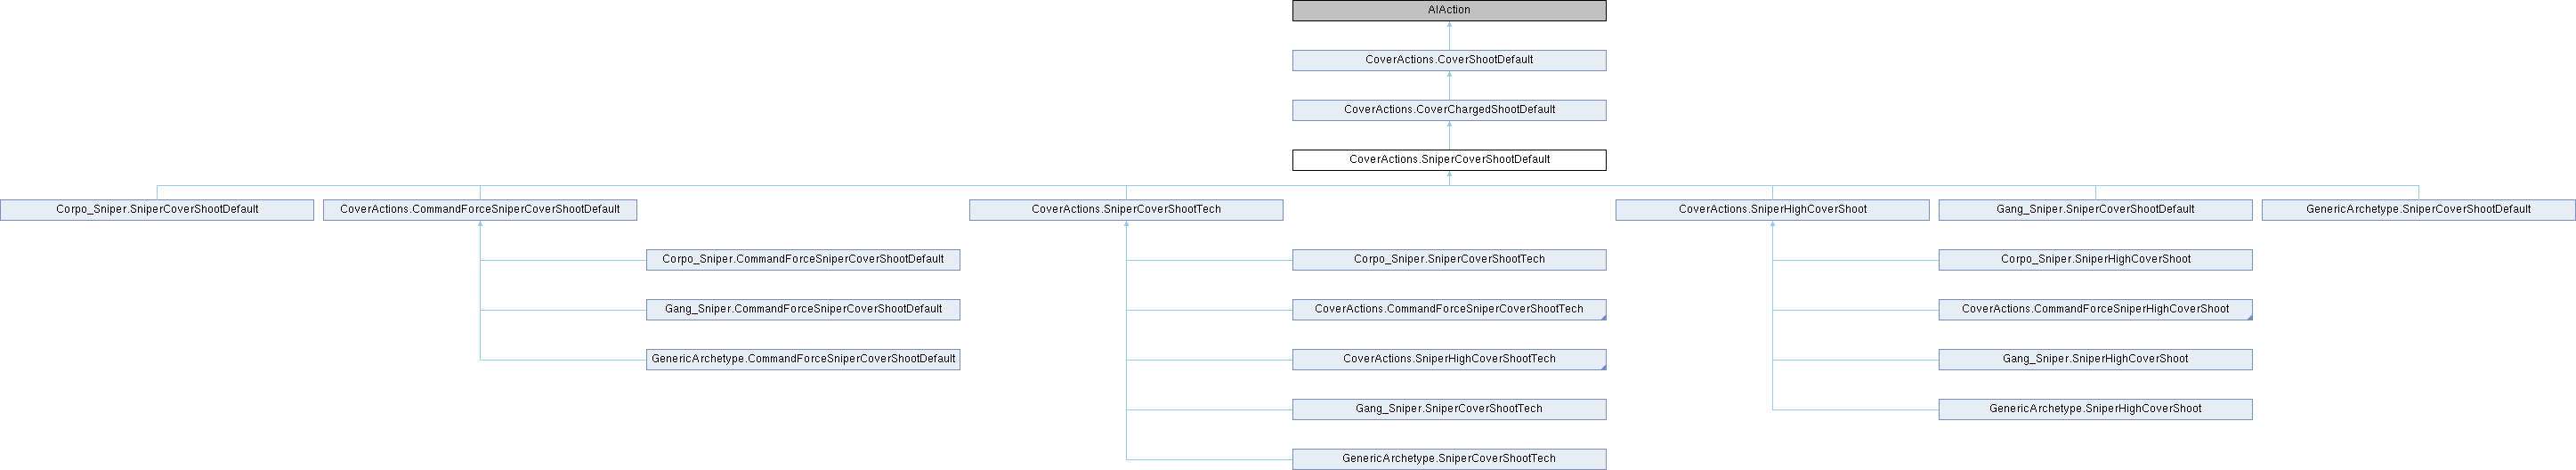 AIAction
CoverActions.CoverShootDefault
CoverActions.CoverChargedShootDefault
CoverActions.SniperCoverShootDefault
Corpo_Sniper.SniperCoverShootDefault
CoverActions.CommandForceSniperCoverShootDefault
CoverActions.SniperCoverShootTech
CoverActions.SniperHighCoverShoot
Gang_Sniper.SniperCoverShootDefault
GenericArchetype.SniperCoverShootDefault
Corpo_Sniper.CommandForceSniperCoverShootDefault
Corpo_Sniper.SniperCoverShootTech
Corpo_Sniper.SniperHighCoverShoot
Gang_Sniper.CommandForceSniperCoverShootDefault
CoverActions.CommandForceSniperCoverShootTech
CoverActions.CommandForceSniperHighCoverShoot
GenericArchetype.CommandForceSniperCoverShootDefault
CoverActions.SniperHighCoverShootTech
Gang_Sniper.SniperHighCoverShoot
Gang_Sniper.SniperCoverShootTech
GenericArchetype.SniperHighCoverShoot
GenericArchetype.SniperCoverShootTech